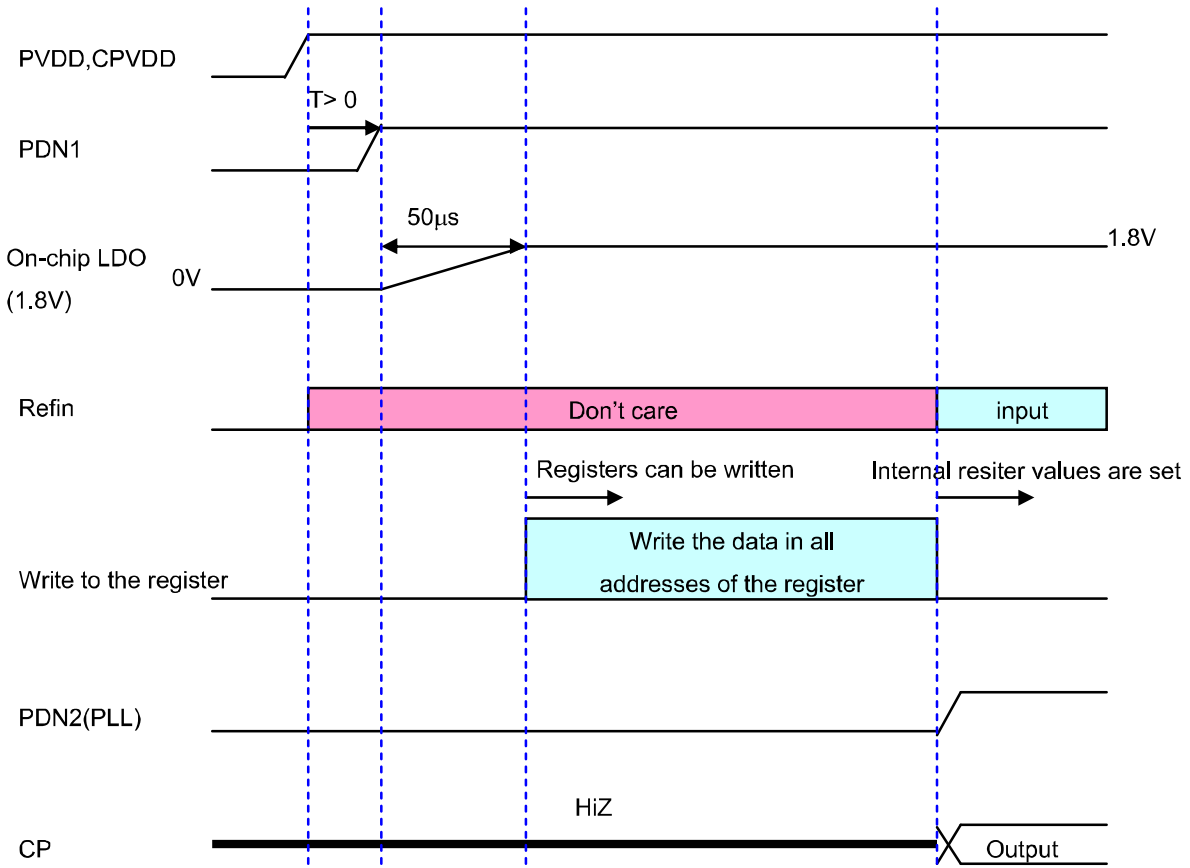 PVDD,CPVDD
T> 0
PDN1
50μs
On-chip LDO
(1.8V)
0V
1.8V
Refin
Don't care
input
Registers can be written
Internal resiter values are set
Write to the register
Write the data in all
addresses of the register
PDN2(PLL)
HiZ
CP
Output